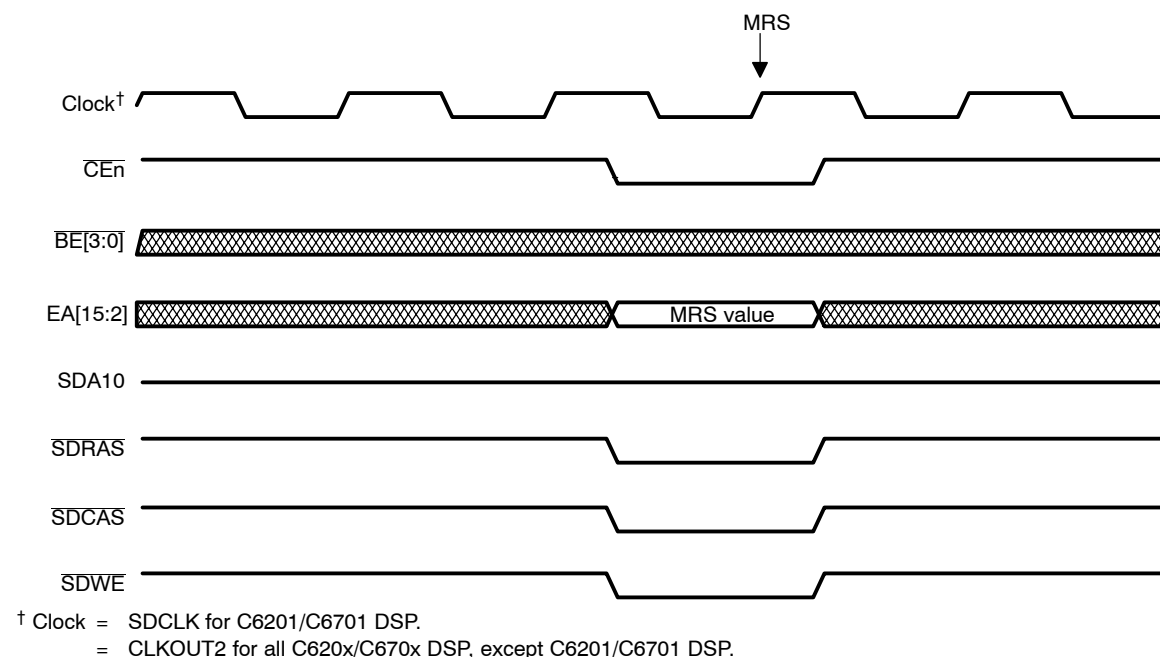 MRS
Clock†
CEn
BE[3:0]
EA[15:2]
MRS value
SDA10
SDRAS
SDCAS
SDWE
† Clock = SDCLK for C6201/C6701 DSP.
= CLKOUT2 for all C620x/C670x DSP, except C6201/C6701 DSP.